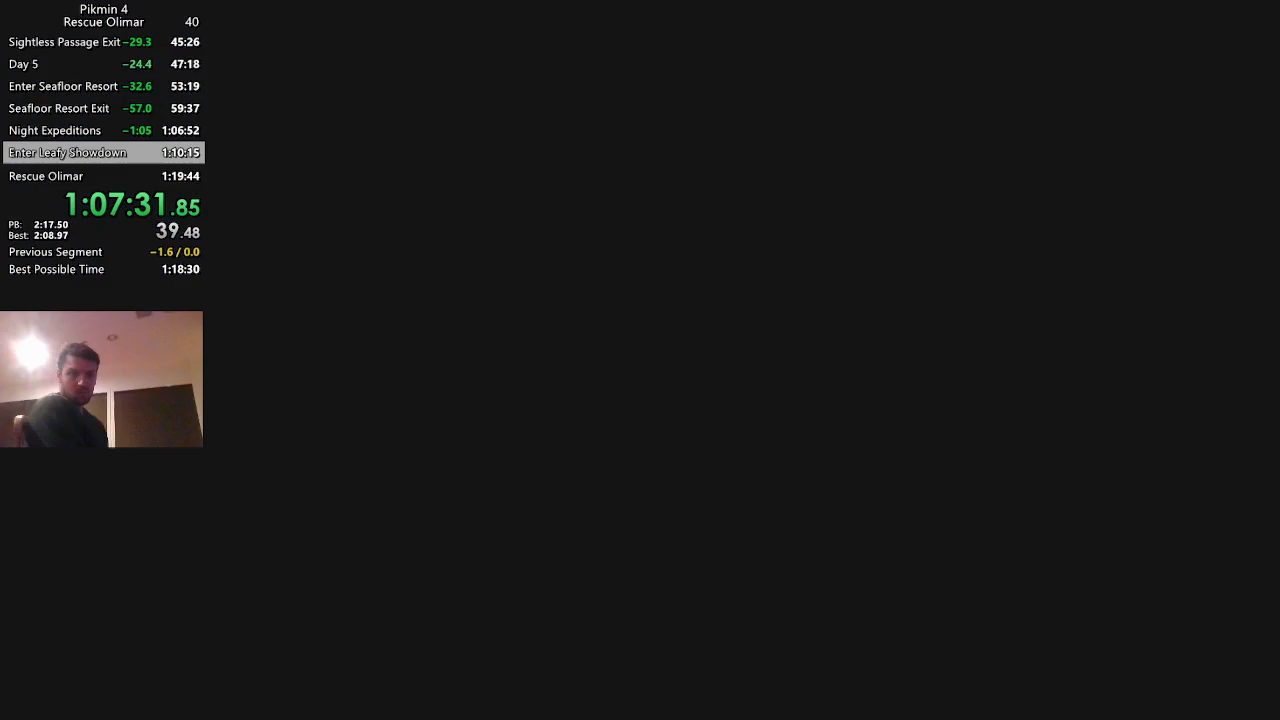 Pikmin 4
Rescue Olimar 40
Sightless Passage Exit −29.3 45:26
Day 5 −24.4 47:18
Enter Seafloor Resort −32.6 53:19
Seafloor Resort Exit −57.0 59:37
Night Expeditions −1:05 1:06:52
Enter Leafy Showdown 1:10:15
Rescue Olimar 1:19:44
1:07:31.85
PB: 2:17.50
Best: 2:08.97
39.48
Previous Segment −1.6 / 0.0
Best Possible Time 1:18:30